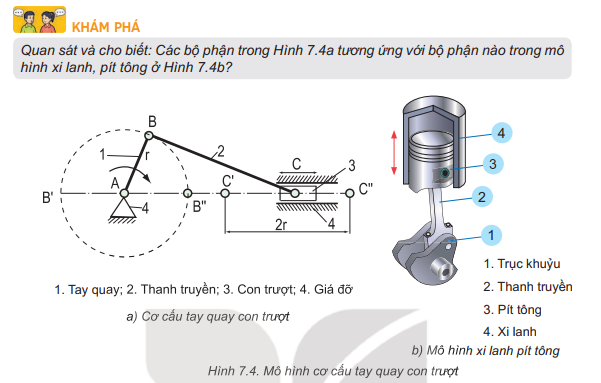 KHÁM PHÁ
Quan sát và cho biết: Các bộ phận trong Hình 7.4a tương ứng với bộ phận nào trong mô
hình xi lanh, pít tông ở Hình 7.4b?
B
1
r
2
A
4
B'
B"
C'
C
3
C"
4
2r
1. Tay quay; 2. Thanh truyền; 3. Con trượt; 4. Giá đỡ
a) Cơ cấu tay quay con trượt
4
3
2
1
1. Trục khuỷu
2. Thanh truyền
3. Pít tông
4. Xi lanh
b) Mô hình xi lanh pít tông
Hình 7.4. Mô hình cơ cấu tay quay con trượt